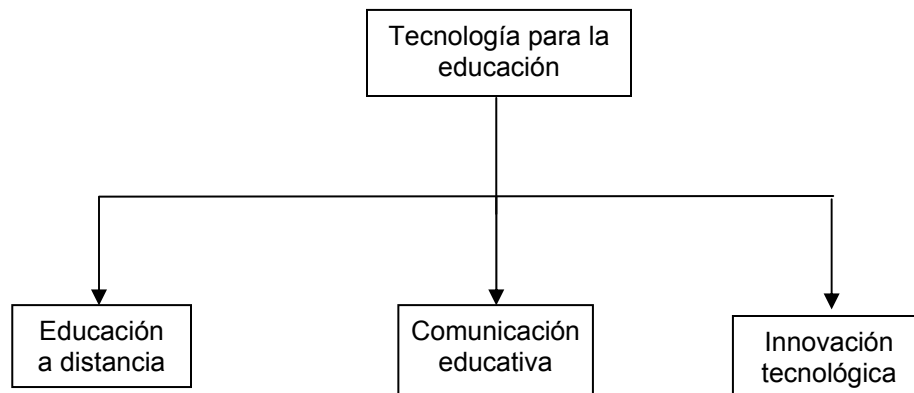 Tecnología para la
educación
Educación
a distancia
Comunicación
educativa
Innovación
tecnológica